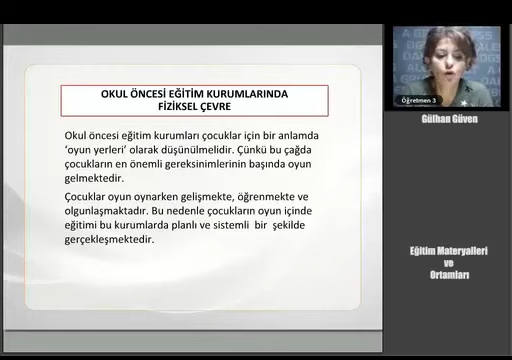 OKUL ÖNCESİ EĞİTİM KURUMLARINDA
FİZİKSEL ÇEVRE
Okul öncesi eğitim kurumları çocuklar için bir anlamda
‘oyun yerleri’ olarak düşünülmelidir. Çünkü bu çağda
çocukların en önemli gereksinimlerinin başında oyun
gelmektedir.
Çocuklar oyun oynarken gelişmekte, öğrenmekte ve
olgunlaşmaktadır. Bu nedenle çocukların oyun içinde
eğitimi bu kurumlarda planlı ve sistemli bir şekilde
gerçekleşmektedir.
Öğretmen 3
Gülhan Güven
Eğitim Materyalleri
ve
Ortamları